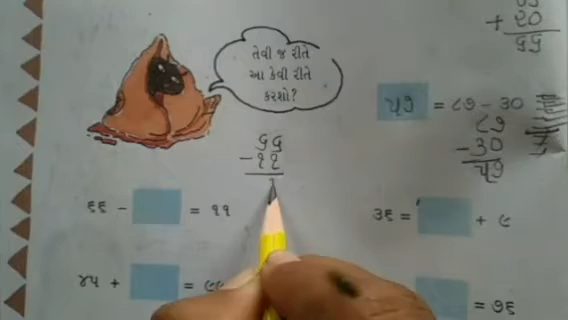 + ૨૦
૬૬
તેવી જ રીતે
આ કેવી રીતે
કરશો?
૫૭ = ૮૭ - ૩૦
૮૭
- ૩૦
૫૭
૬૬
- ૧૧
૬૬ - = ૧૧
૩૬ = + ૯
૪૫ + =
= ૭૬